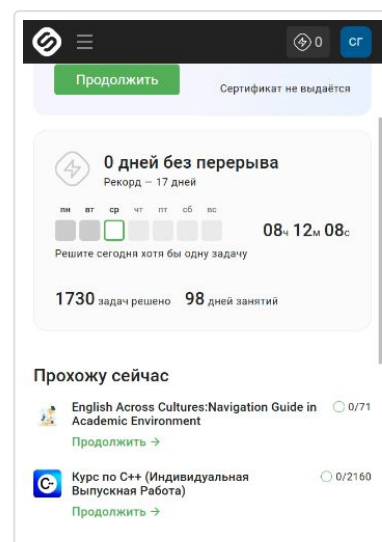 0
СГ
Продолжить
Сертификат не выдаётся
0 дней без перерыва
Рекорд – 17 дней
пн вт ср чт пт сб вс
08ч 12м 08с
Решите сегодня хотя бы одну задачу
1730 задач решено 98 дней занятий
Прохожу сейчас
English Across Cultures:Navigation Guide in
Academic Environment
0/71
Продолжить →
Курс по С++ (Индивидуальная
Выпускная Работа)
0/2160
Продолжить →